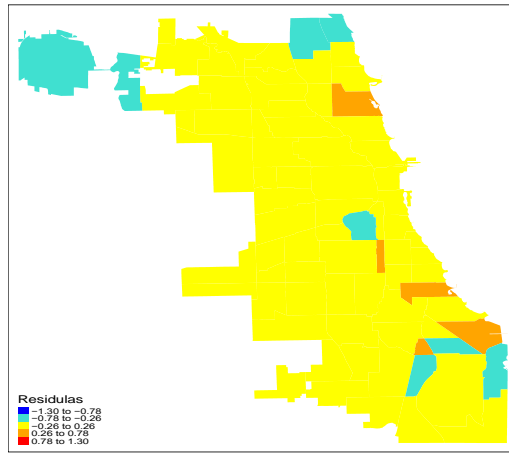 Residulas
−1.30 to −0.78
−0.78 to −0.26
−0.26 to 0.26
0.26 to 0.78
0.78 to 1.30